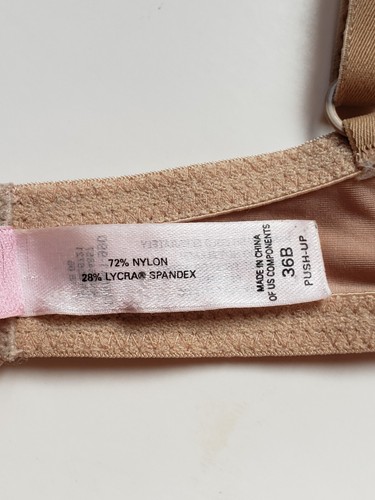 72% NYLON
28% LYCRA® SPANDEX
MADE IN CHINA
OF US COMPONENTS
36B
PUSH-UP